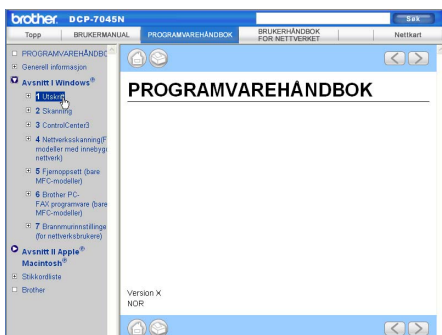 brother DCP-7045N
Søk
Topp
BRUKERMANUAL
PROGRAMVAREHÅNDBOK
BRUKERHÅNDBOK
FOR NETTVERKET
Nettkart
PROGRAMVAREHÅNDBO
Generell informasjon
Avsnitt I Windows®
1 Utskrift
2 Skanning
3 ControlCenter3
4 Nettverksskanning(F
modeller med innebygi
nettverk)
5 Fjernoppsett (bare
MFC-modeller)
6 Brother PC-
FAX programvare (bare
MFC-modeller)
7 Brannmurinnstillinge
(for nettverksbrukere)
Avsnitt II Apple®
Macintosh®
Stikkordliste
Brother
PROGRAMVAREHÅNDBOK
Version X
NOR